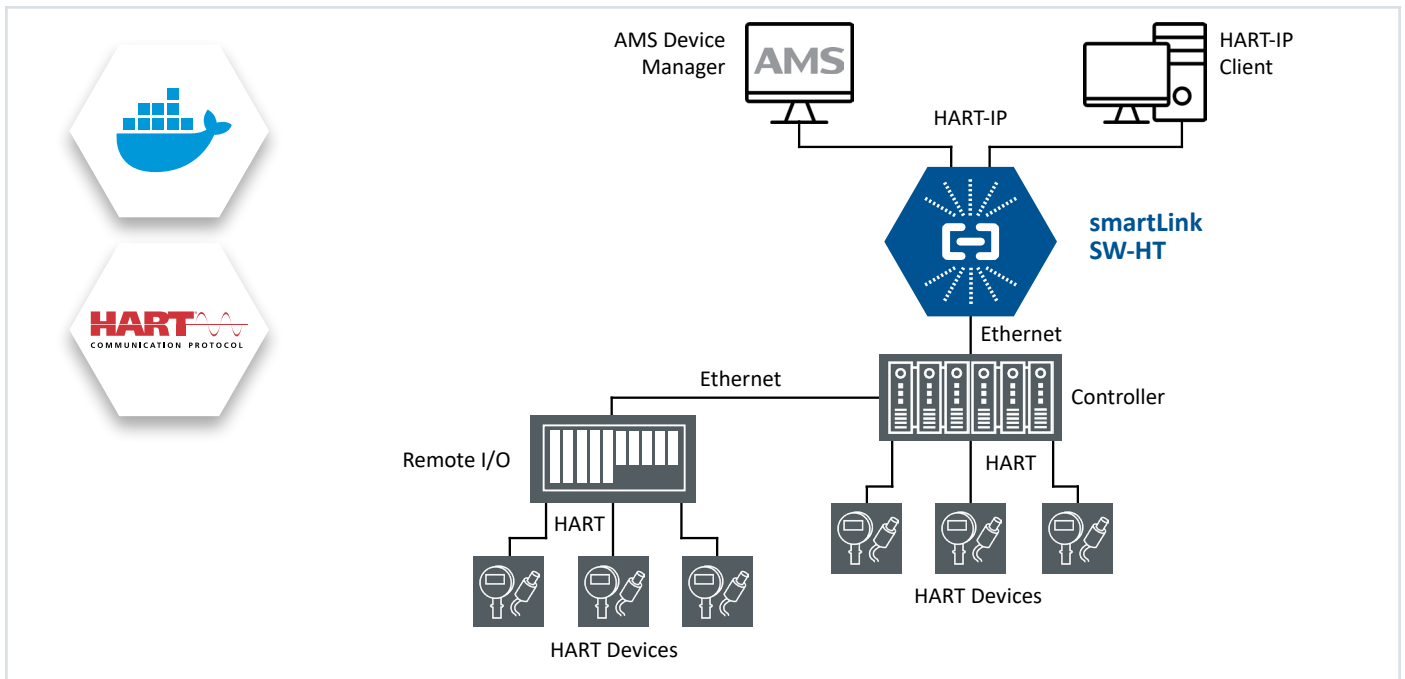 AMS Device
Manager
AMS
HART-IP
Client
HART-IP
smartLink
SW-HT
HART
COMMUNICATION PROTOCOL
Ethernet
Ethernet
Controller
Remote I/O
HART
HART
HART Devices
HART Devices